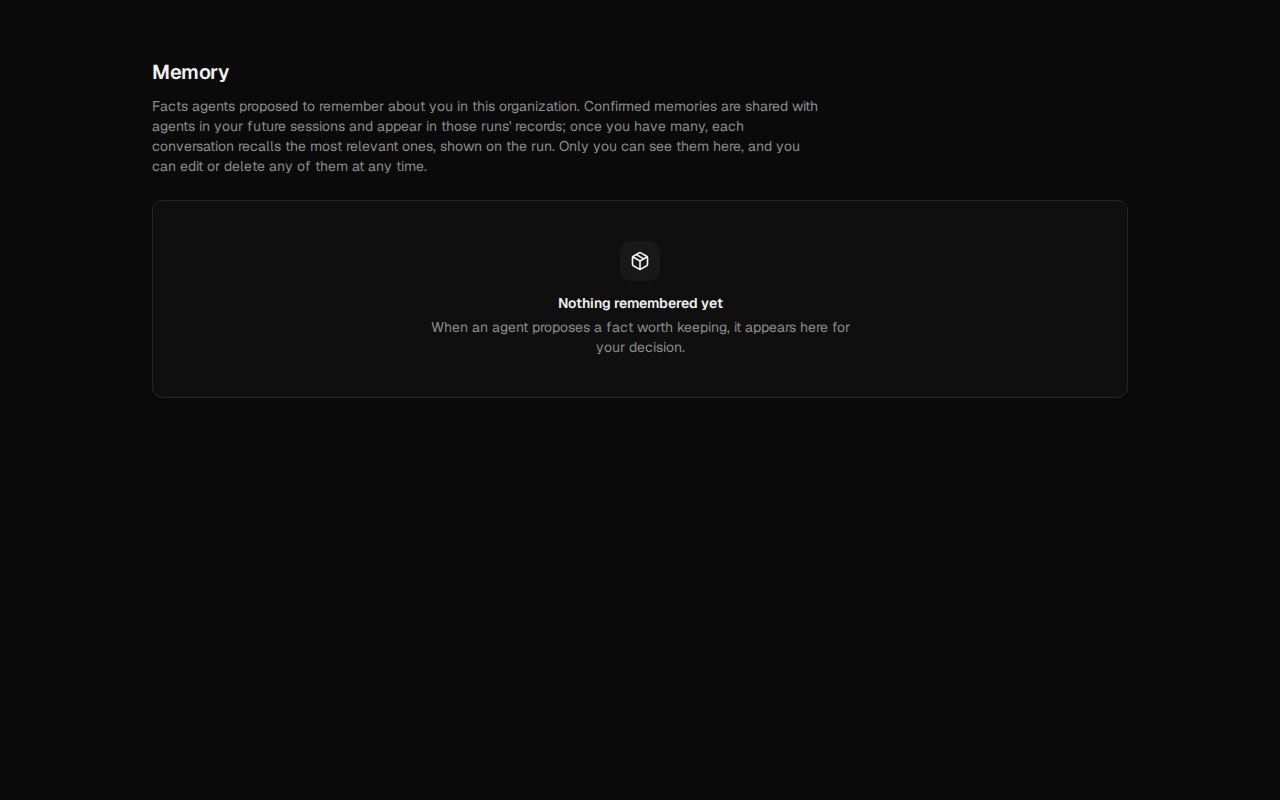 Memory
Facts agents proposed to remember about you in this organization. Confirmed memories are shared with
agents in your future sessions and appear in those runs' records; once you have many, each
conversation recalls the most relevant ones, shown on the run. Only you can see them here, and you
can edit or delete any of them at any time.
Nothing remembered yet
When an agent proposes a fact worth keeping, it appears here for
your decision.